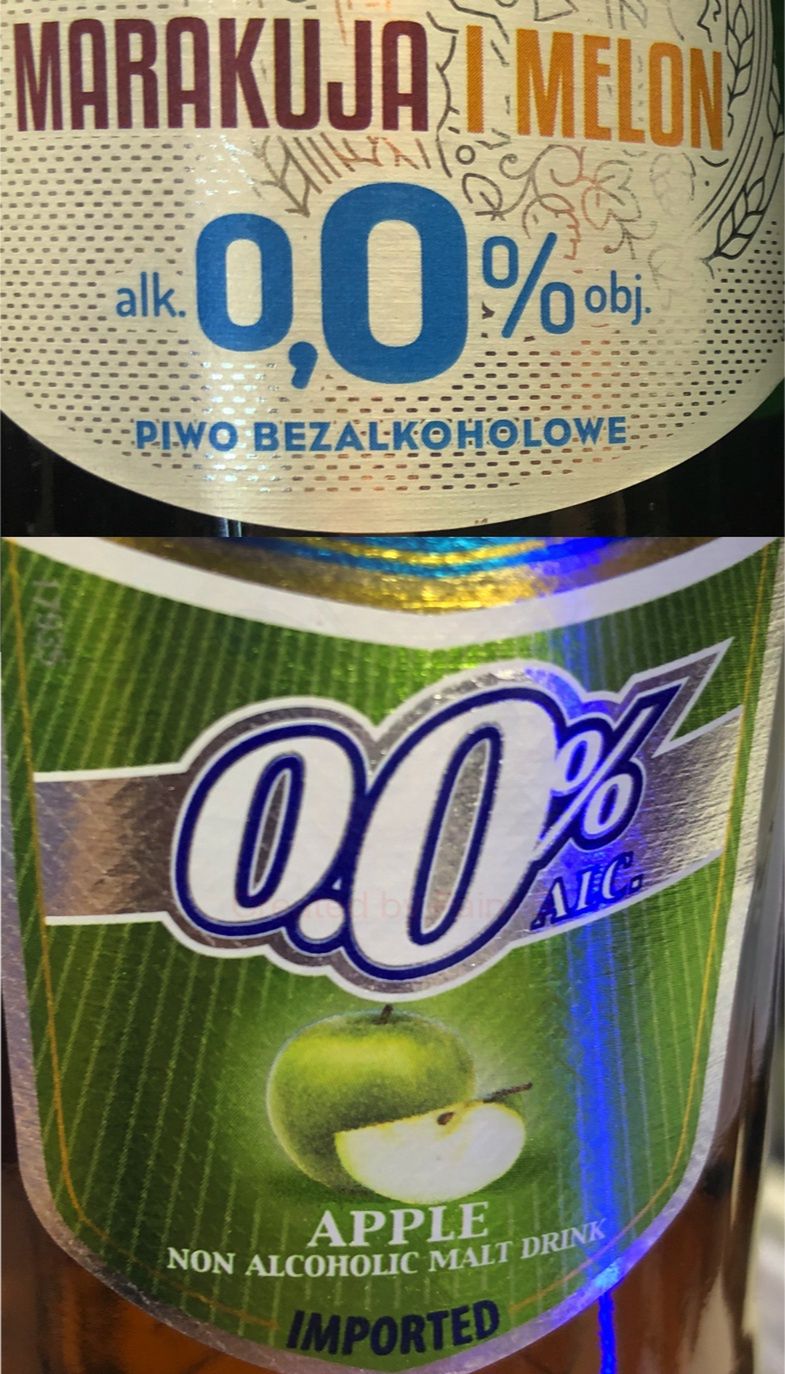 MARAKUJA I MELON
alk. 0,0% obj.
PIWO BEZALKOHOLOWE
0.0%
ALC.
APPLE
NON ALCOHOLIC MALT DRINK
IMPORTED